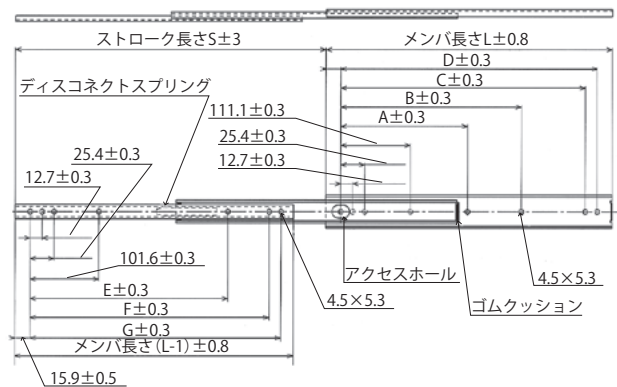 ストローク長さS±3
メンバ長さL±0.8
D±0.3
ディスコネクトスプリング
C±0.3
B±0.3
111.1±0.3
A±0.3
25.4±0.3
25.4±0.3
12.7±0.3
12.7±0.3
101.6±0.3
アクセスホール
4.5×5.3
E±0.3
4.5×5.3
ゴムクッション
F±0.3
G±0.3
メンバ長さ(L-1)±0.8
15.9±0.5